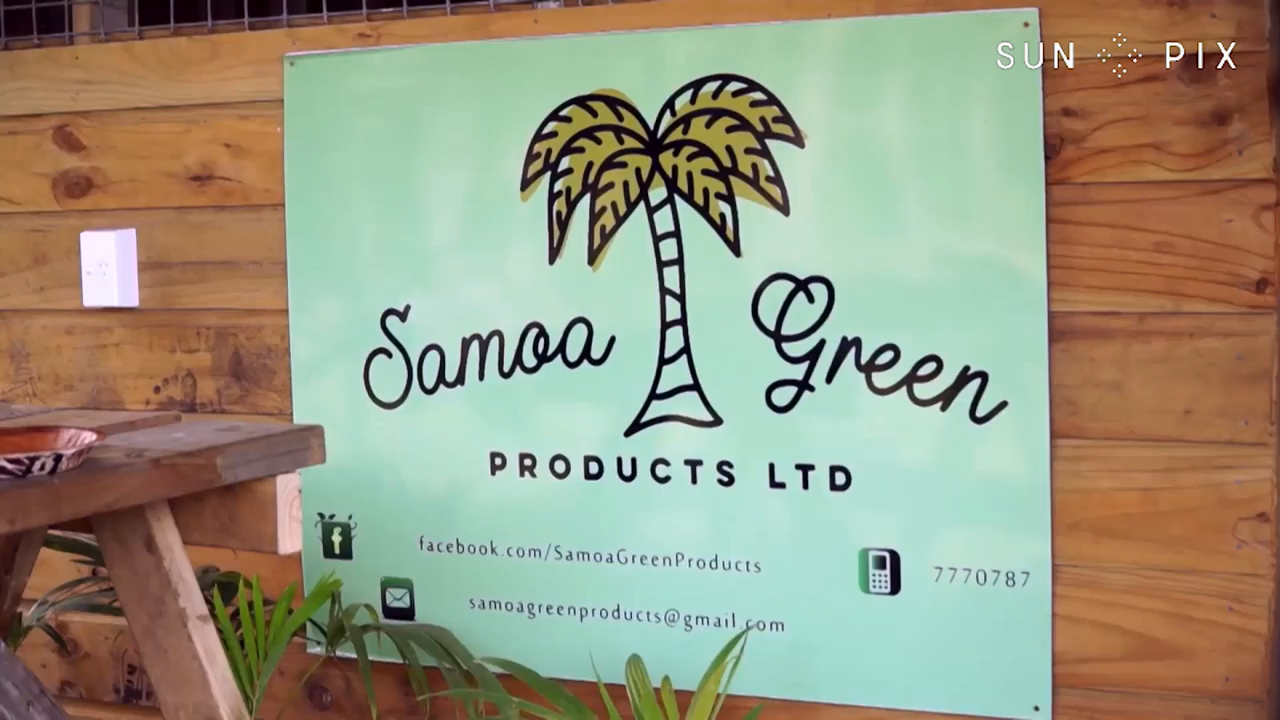 SUN PIX
Samoa Green
PRODUCTS LTD
facebook.com/SamoaGreenProducts
7770787
samoagreenproducts@gmail.com